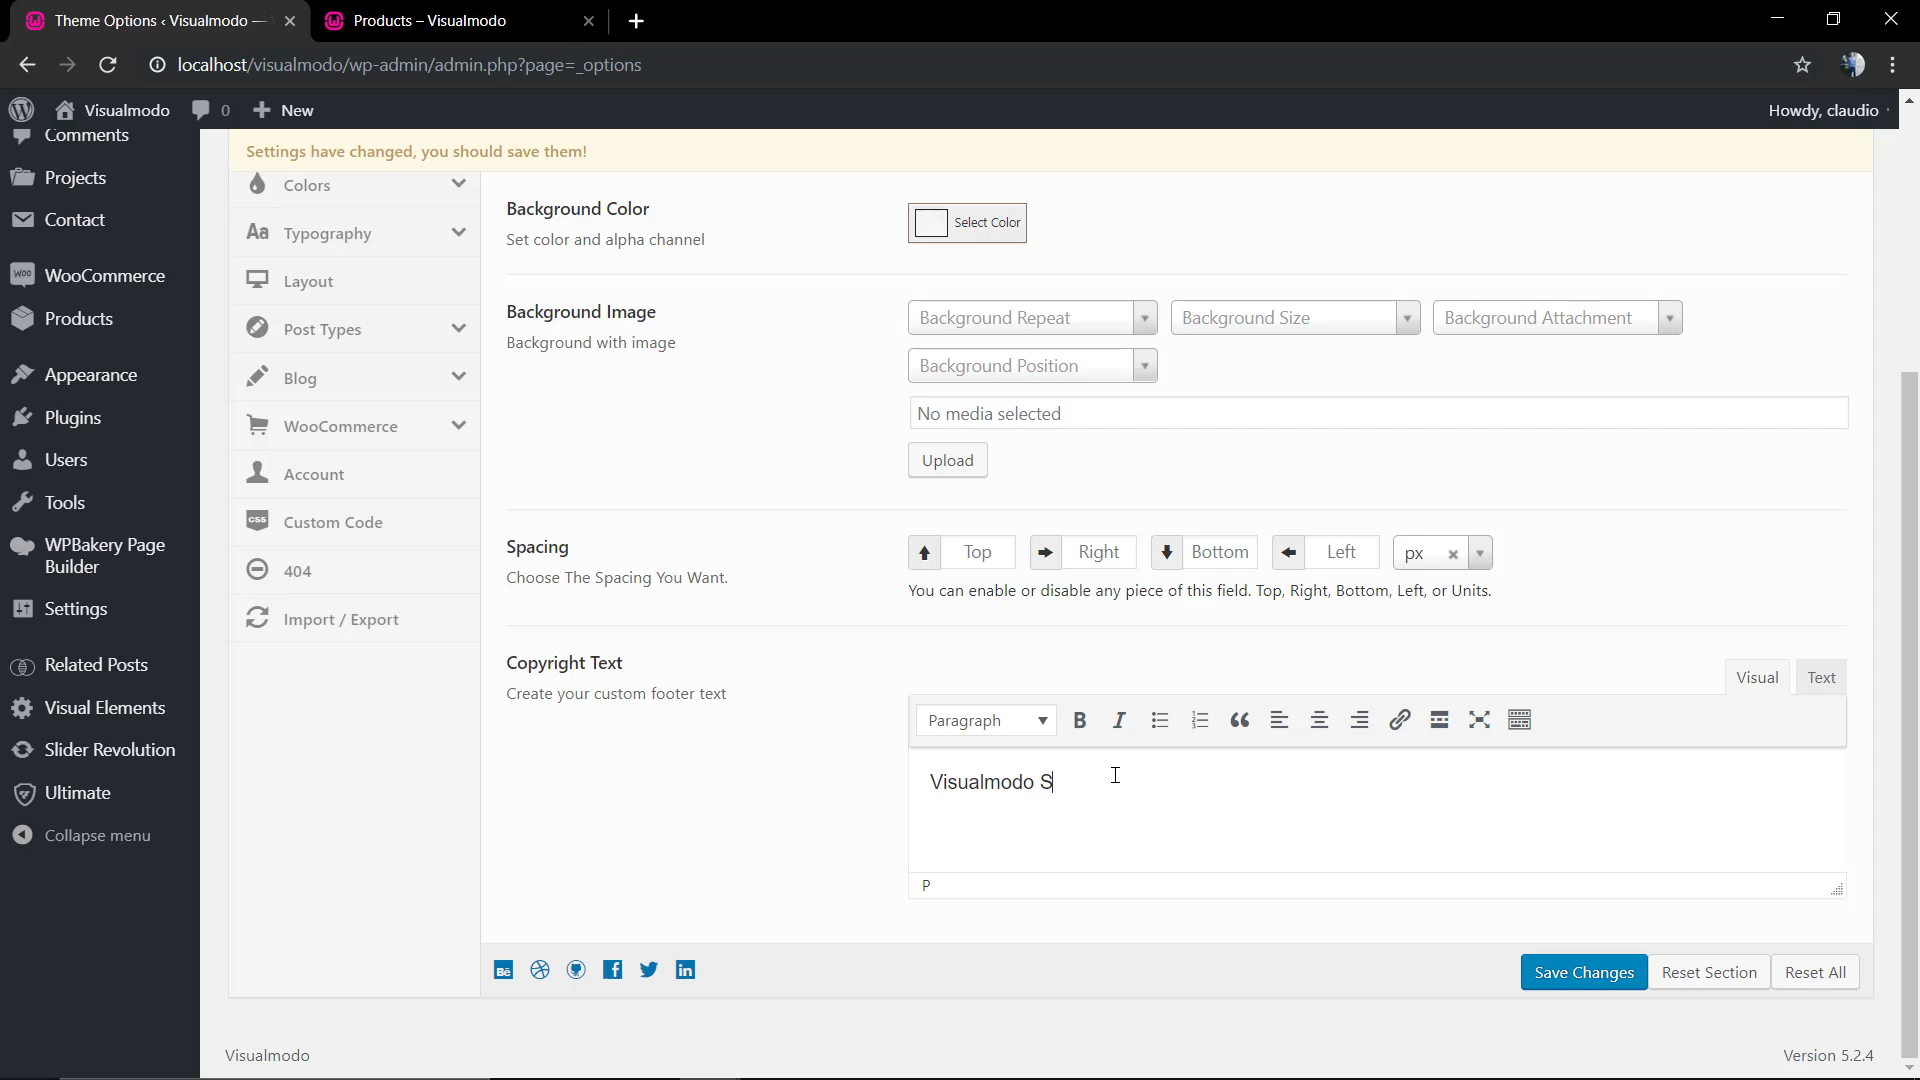 Theme Options ‹ Visualmodo —
Products – Visualmodo
localhost/visualmodo/wp-admin/admin.php?page=_options
Visualmodo
0
New
Howdy, claudio
Comments
Projects
Contact
WooCommerce
Products
Appearance
Plugins
Users
Tools
WPBakery Page
Builder
Settings
Related Posts
Visual Elements
Slider Revolution
Ultimate
Collapse menu
Settings have changed, you should save them!
Colors
Typography
Layout
Post Types
Blog
WooCommerce
Account
Custom Code
404
Import / Export
Background Color
Set color and alpha channel
Select Color
Background Image
Background with image
Background Repeat
Background Size
Background Attachment
Background Position
No media selected
Upload
Spacing
Choose The Spacing You Want.
Top
Right
Bottom
Left
px
You can enable or disable any piece of this field. Top, Right, Bottom, Left, or Units.
Copyright Text
Create your custom footer text
Visual
Text
Paragraph
Visualmodo S
P
Save Changes
Reset Section
Reset All
Visualmodo
Version 5.2.4